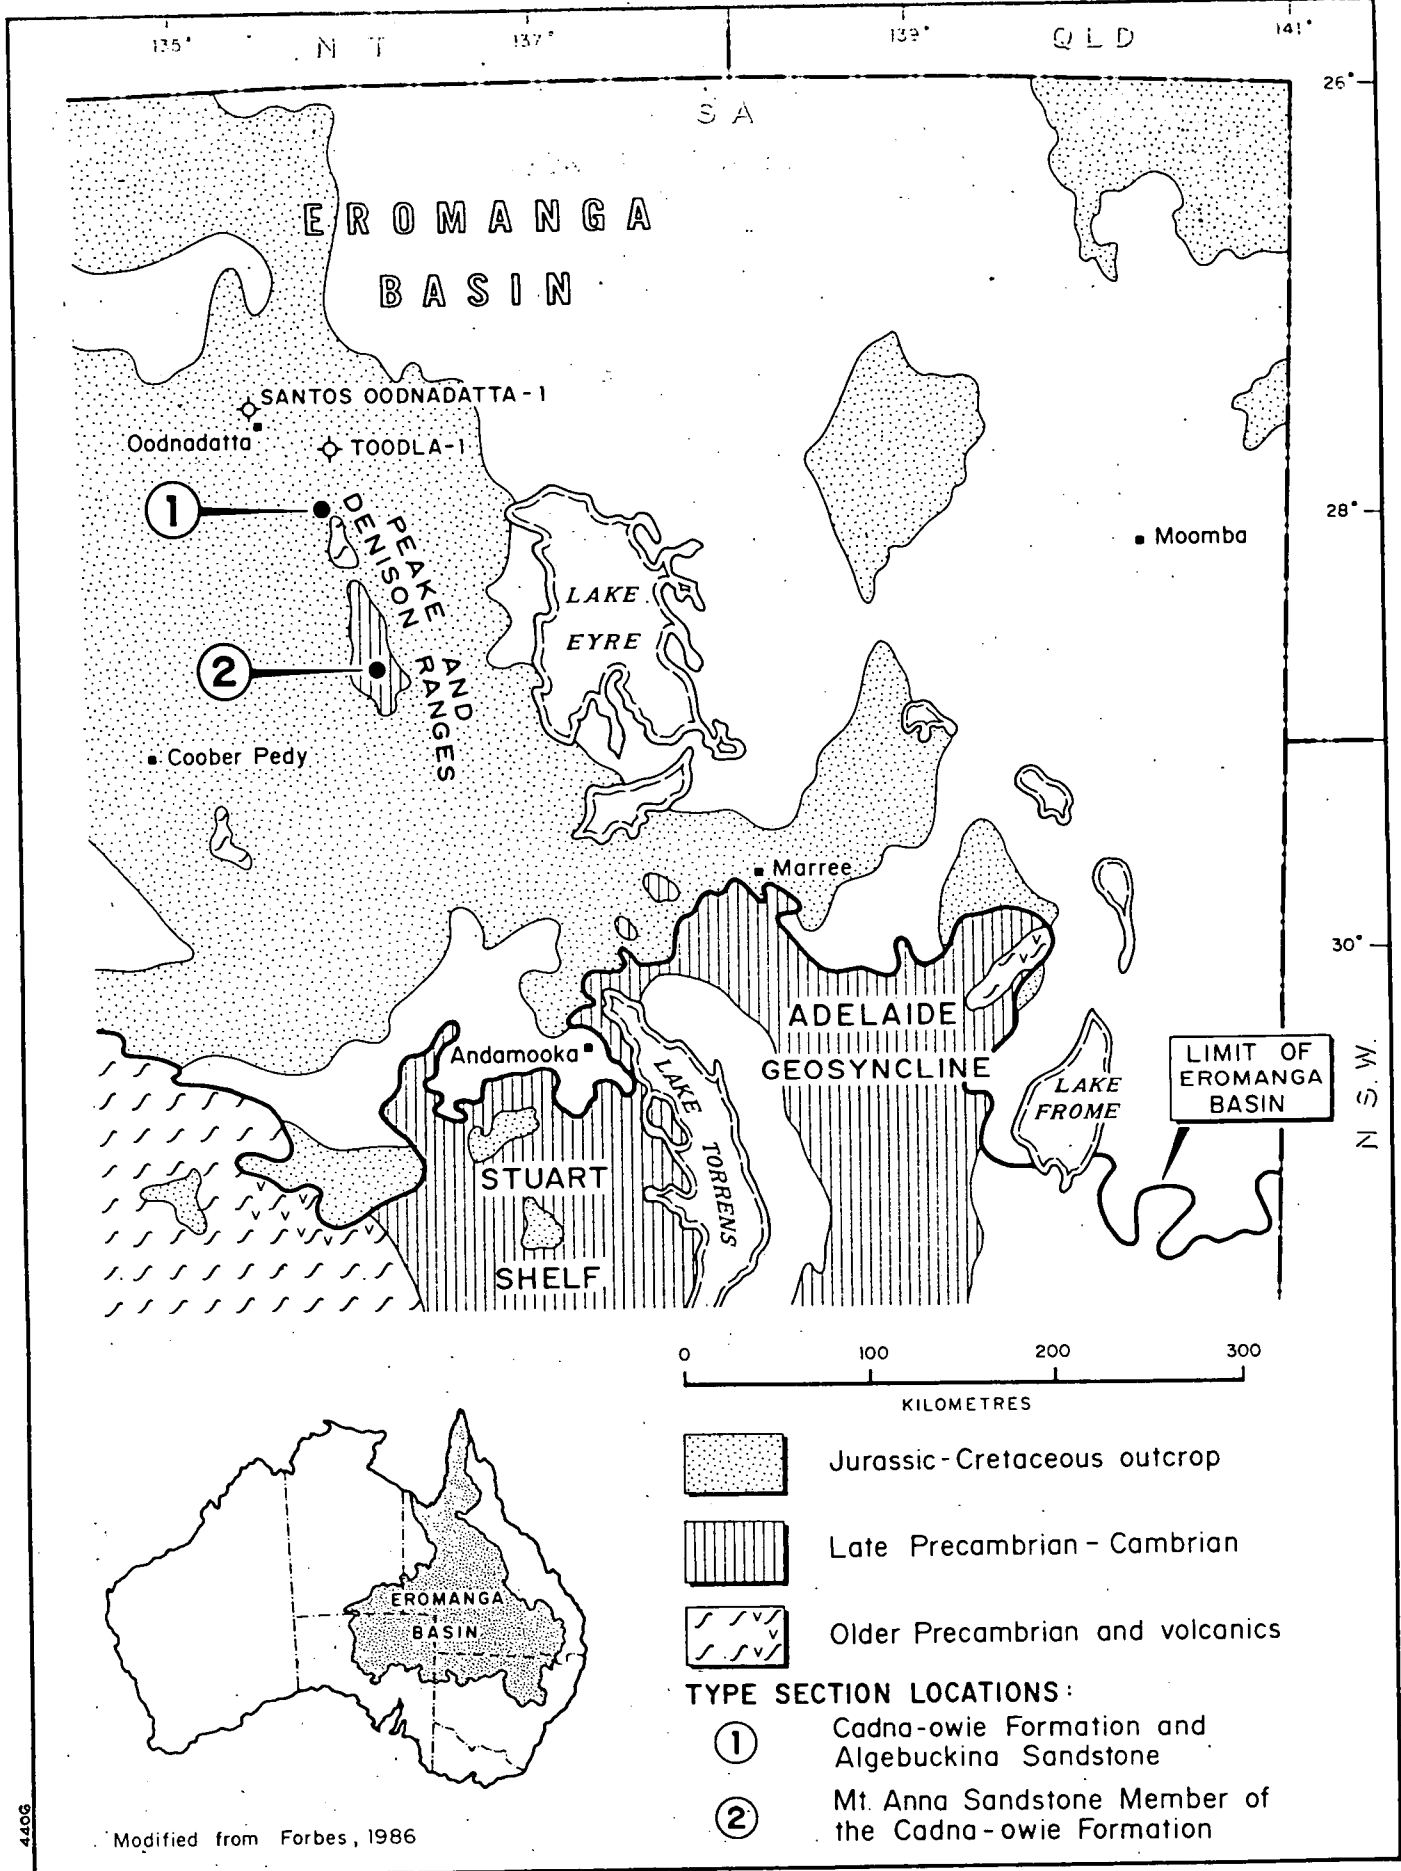 135°
N T
137°
139°
QLD
141°
26°
S A
EROMANGA
BASIN
SANTOS OODNADATTA-1
Oodnadatta
TOODLA-1
1
PEAKE AND
DENISON RANGES
28°
Moomba
LAKE
EYRE
2
Coober Pedy
Marree
30°
ADELAIDE
GEOSYNCLINE
Andamooka
LAKE TORRENS
LAKE
FROME
LIMIT OF
EROMANGA
BASIN
N S.W.
STUART
SHELF
0 100 200 300
KILOMETRES
Jurassic-Cretaceous outcrop
Late Precambrian-Cambrian
Older Precambrian and volcanics
EROMANGA
BASIN
TYPE SECTION LOCATIONS:
1 Cadna-owie Formation and
Algebuckina Sandstone
2 Mt. Anna Sandstone Member of
the Cadna-owie Formation
Modified from Forbes, 1986
440G